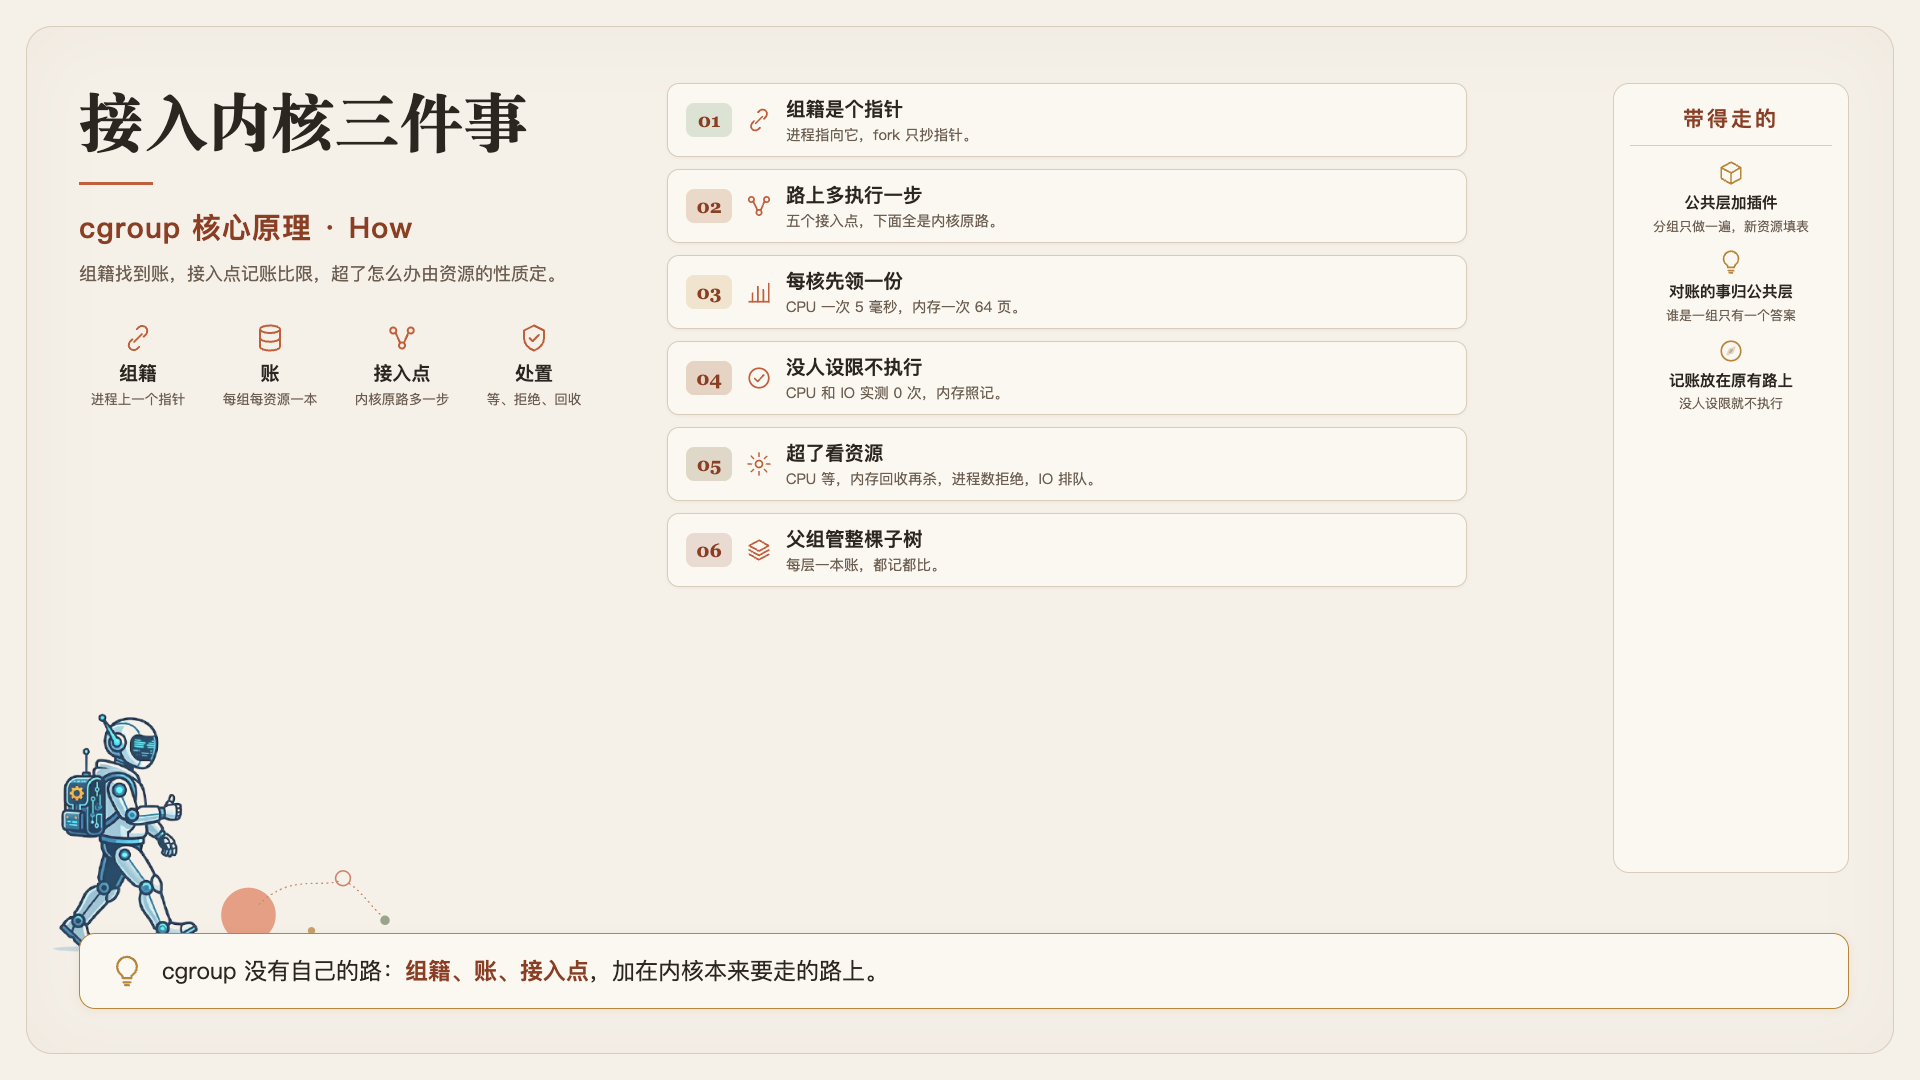 接入内核三件事
cgroup 核心原理 · How
组籍找到账，接入点记账比限，超了怎么办由资源的性质定。
组籍
进程上一个指针
账
每组每资源一本
接入点
内核原路多一步
处置
等、拒绝、回收
01
组籍是个指针
进程指向它，fork 只抄指针。
02
路上多执行一步
五个接入点，下面全是内核原路。
03
每核先领一份
CPU 一次 5 毫秒，内存一次 64 页。
04
没人设限不执行
CPU 和 IO 实测 0 次，内存照记。
05
超了看资源
CPU 等，内存回收再杀，进程数拒绝，IO 排队。
06
父组管整棵子树
每层一本账，都记都比。
带得走的
公共层加插件
分组只做一遍，新资源填表
对账的事归公共层
谁是一组只有一个答案
记账放在原有路上
没人设限就不执行
cgroup 没有自己的路：组籍、账、接入点，加在内核本来要走的路上。